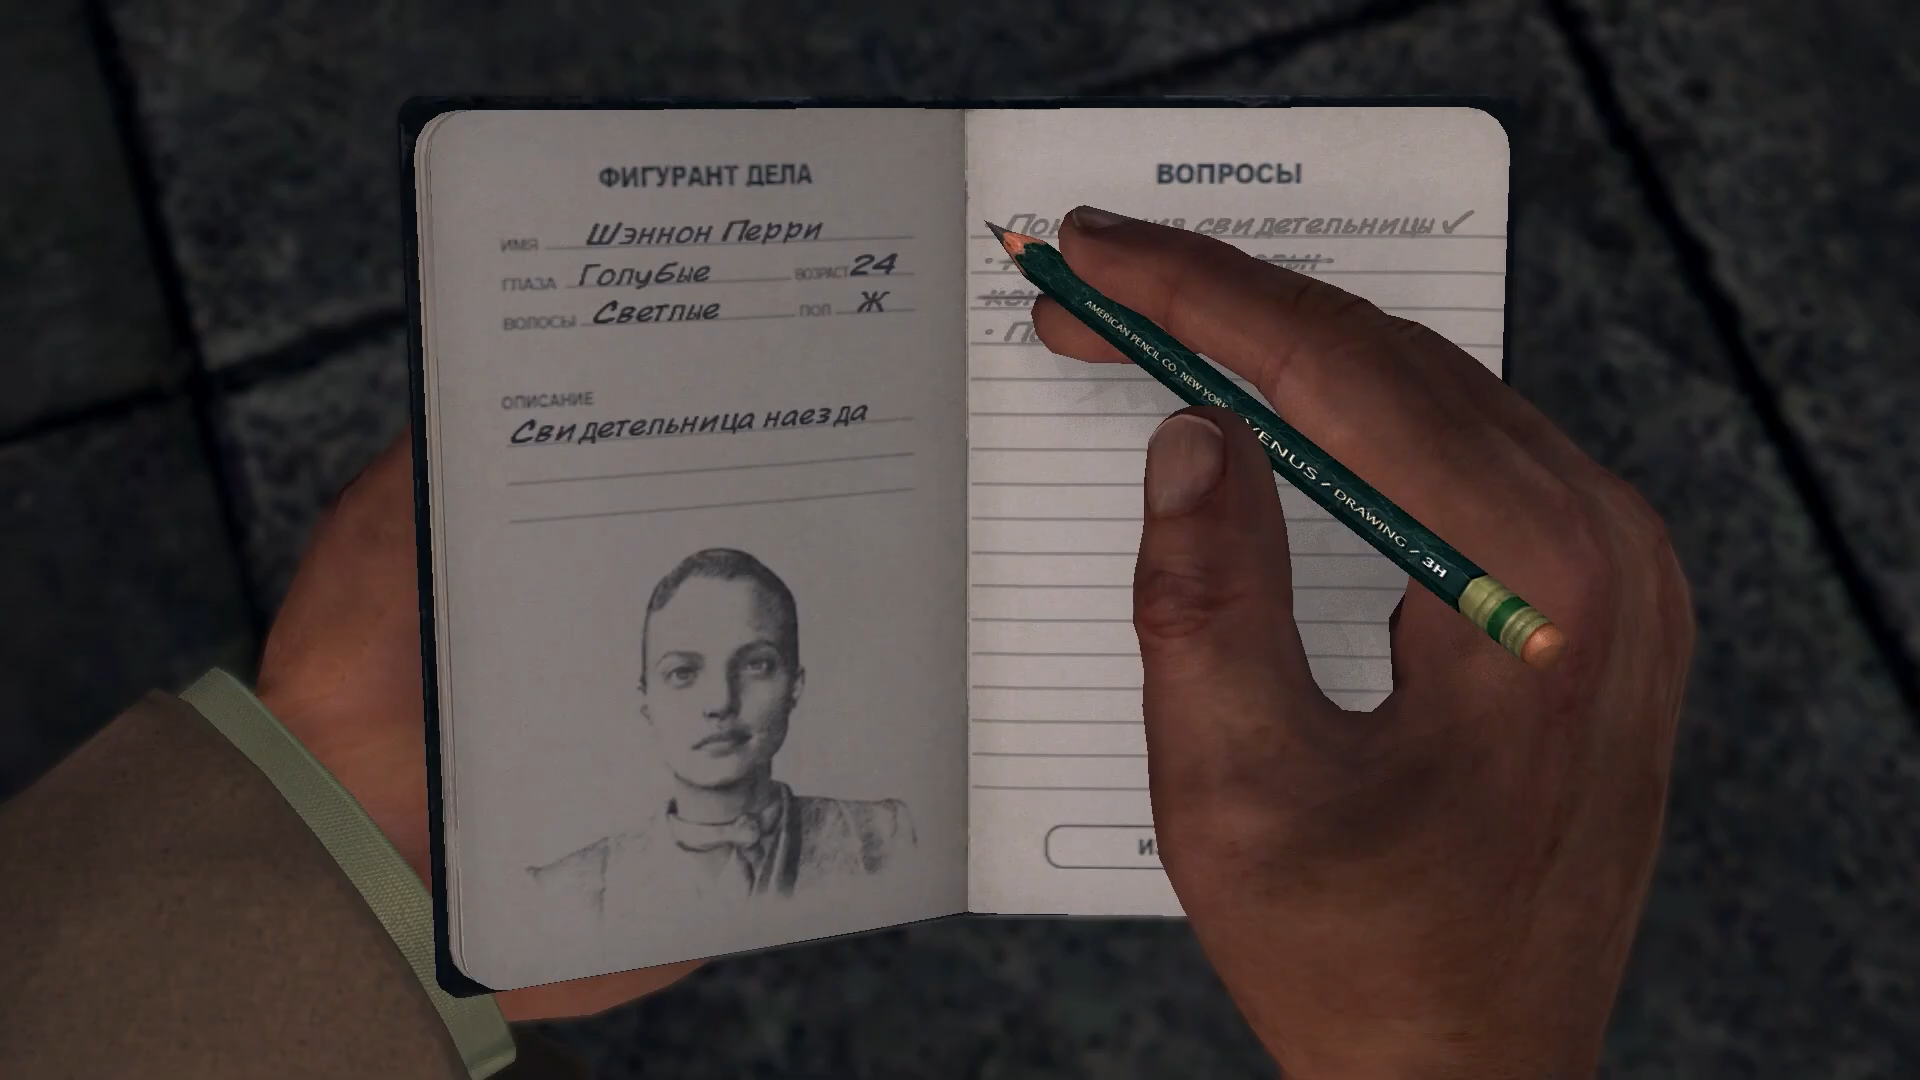 ФИГУРАНТ ДЕЛА
ИМЯ Шэннон Перри
ГЛАЗА Голубые ВОЗРАСТ 24
ВОЛОСЫ Светлые ПОЛ Ж
ОПИСАНИЕ
Свидетельница наезда
ВОПРОСЫ
свидетельницы ✓
AMERICAN PENCIL CO. NEW YORK
VENUS / DRAWING / 3H